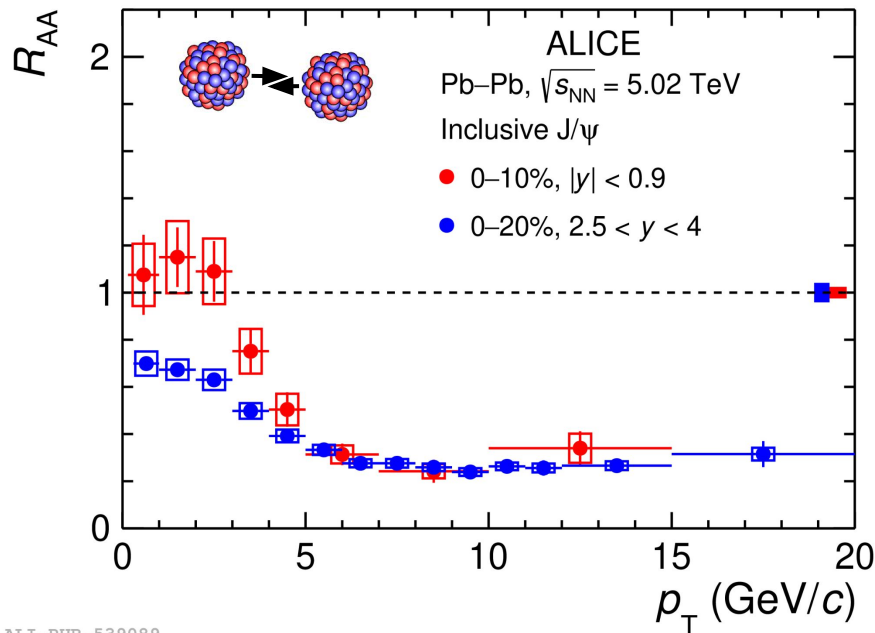 R_AA
2
1
0
ALICE
Pb–Pb, √s_NN = 5.02 TeV
Inclusive J/ψ
0–10%, |y| < 0.9
0–20%, 2.5 < y < 4
0 5 10 15 20
p_T (GeV/c)